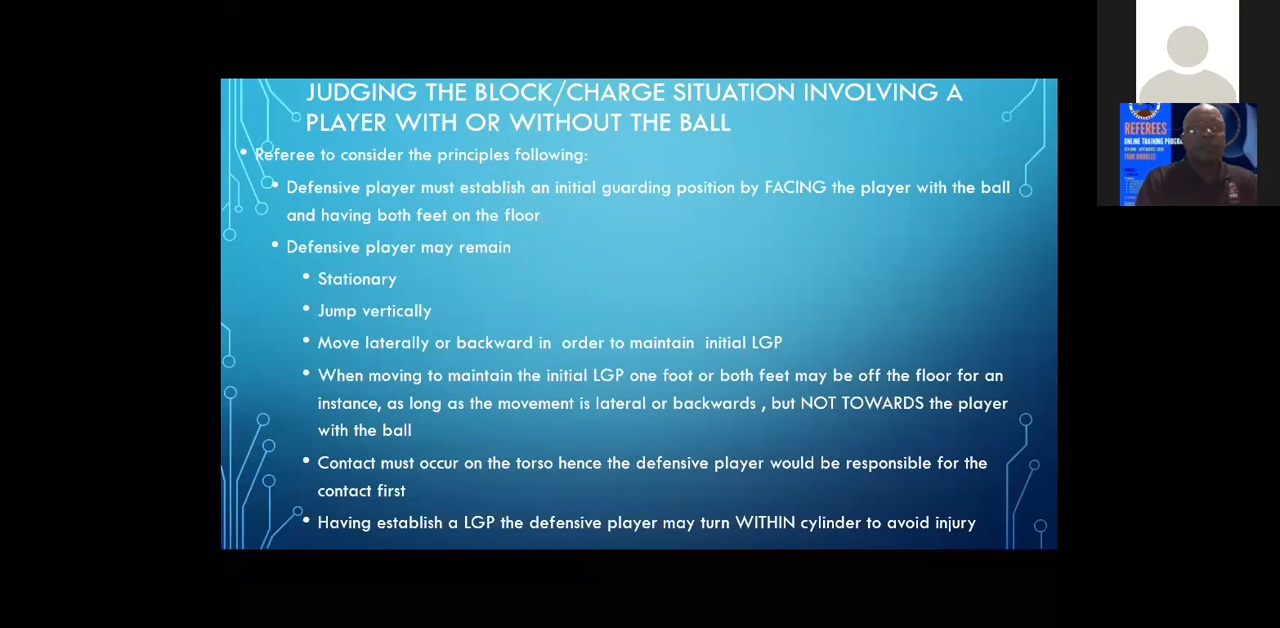 JUDGING THE BLOCK/CHARGE SITUATION INVOLVING A
PLAYER WITH OR WITHOUT THE BALL
• Referee to consider the principles following:
• Defensive player must establish an initial guarding position by FACING the player with the ball
and having both feet on the floor
• Defensive player may remain
• Stationary
• Jump vertically
• Move laterally or backward in  order to maintain  initial LGP
• When moving to maintain the initial LGP one foot or both feet may be off the floor for an
instance, as long as the movement is lateral or backwards , but NOT TOWARDS the player
with the ball
• Contact must occur on the torso hence the defensive player would be responsible for the
contact first
• Having establish a LGP the defensive player may turn WITHIN cylinder to avoid injury
REFEREES
ONLINE TRAINING PROGRA
FOUR MODULES